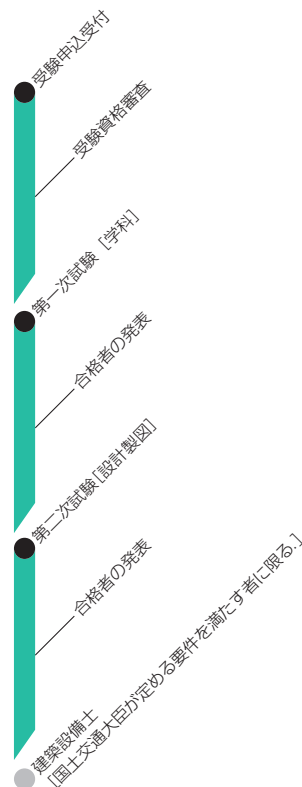 受験申込受付
受験資格審査
第一次試験［学科］
合格者の発表
第二次試験［設計製図］
合格者の発表
建築設備士
［国土交通大臣が定める要件を満たす者に限る.］